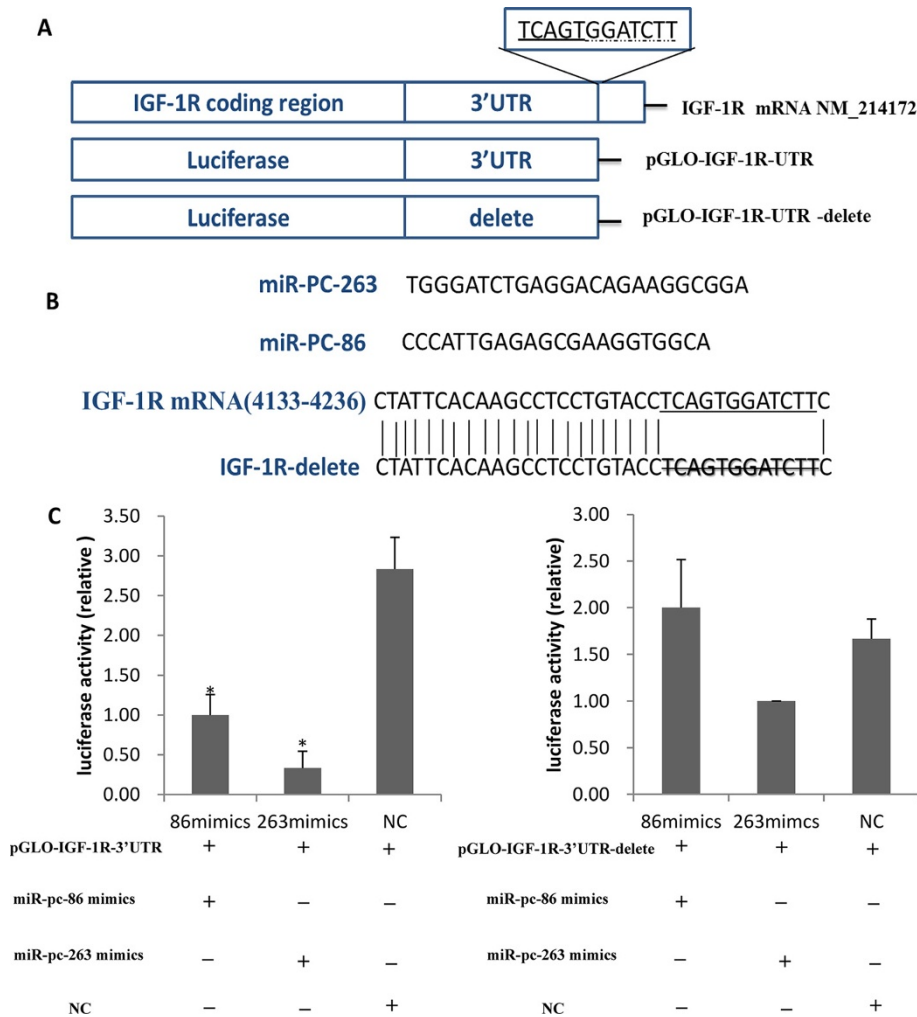 A
TCAGTGGATCTT
IGF-1R coding region 3'UTR IGF-1R mRNA NM_214172
Luciferase 3'UTR pGLO-IGF-1R-UTR
Luciferase delete pGLO-IGF-1R-UTR -delete
miR-PC-263 TGGGATCTGAGGACAGAAGGCGGA
B
miR-PC-86 CCCATTGAGAGCGAAGGTGGCA
IGF-1R mRNA(4133-4236) CTATTCACAAGCCTCCTGTACCTCAGTGGATCTTC
IGF-1R-delete CTATTCACAAGCCTCCTGTACCTCAGTGGATCTTC
C
luciferase activity (relative )
3.50
3.00
2.50
2.00
1.50
1.00
0.50
0.00
*
*
86mimics 263mimics NC
pGLO-IGF-1R-3'UTR + + +
miR-pc-86 mimics + – –
miR-pc-263 mimics – + –
NC – – +
luciferase activity (relative)
3.00
2.50
2.00
1.50
1.00
0.50
0.00
86mimics 263mimcs NC
pGLO-IGF-1R-3'UTR-delete + + +
miR-pc-86 mimics + – –
miR-pc-263 mimics – + –
NC – – +